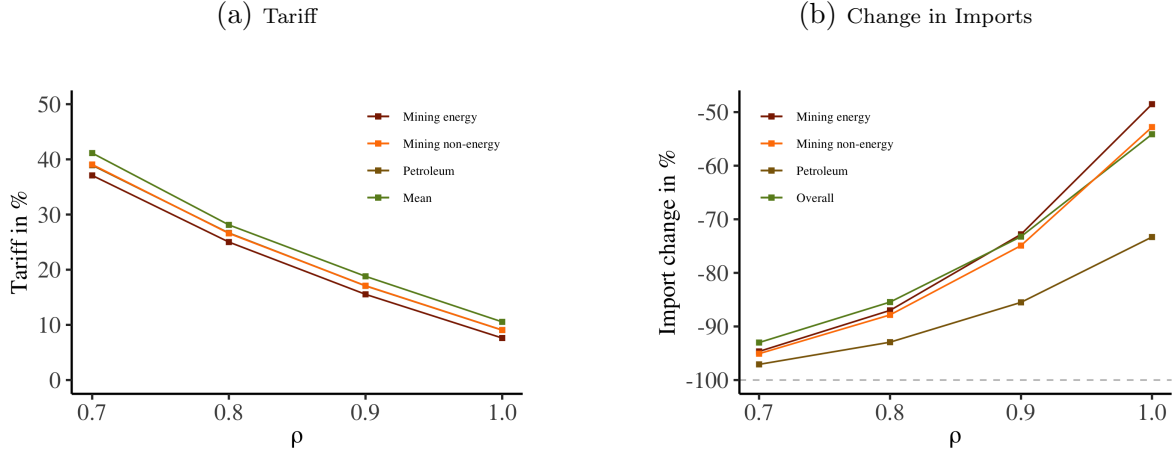 (a) Tariff
50
40
30
20
10
0
Tariff in %
0.7 0.8 0.9 1.0
ρ
Mining energy
Mining non-energy
Petroleum
Mean
(b) Change in Imports
-50
-60
-70
-80
-90
-100
Import change in %
0.7 0.8 0.9 1.0
ρ
Mining energy
Mining non-energy
Petroleum
Overall